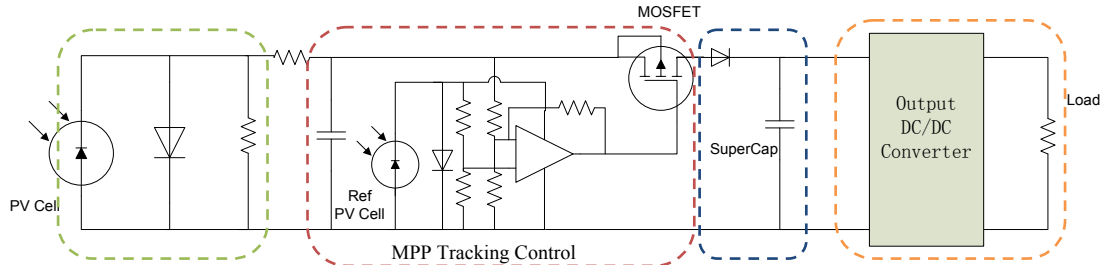 MOSFET
PV Cell
Ref
PV Cell
MPP Tracking Control
SuperCap
Output
DC/DC
Converter
Load